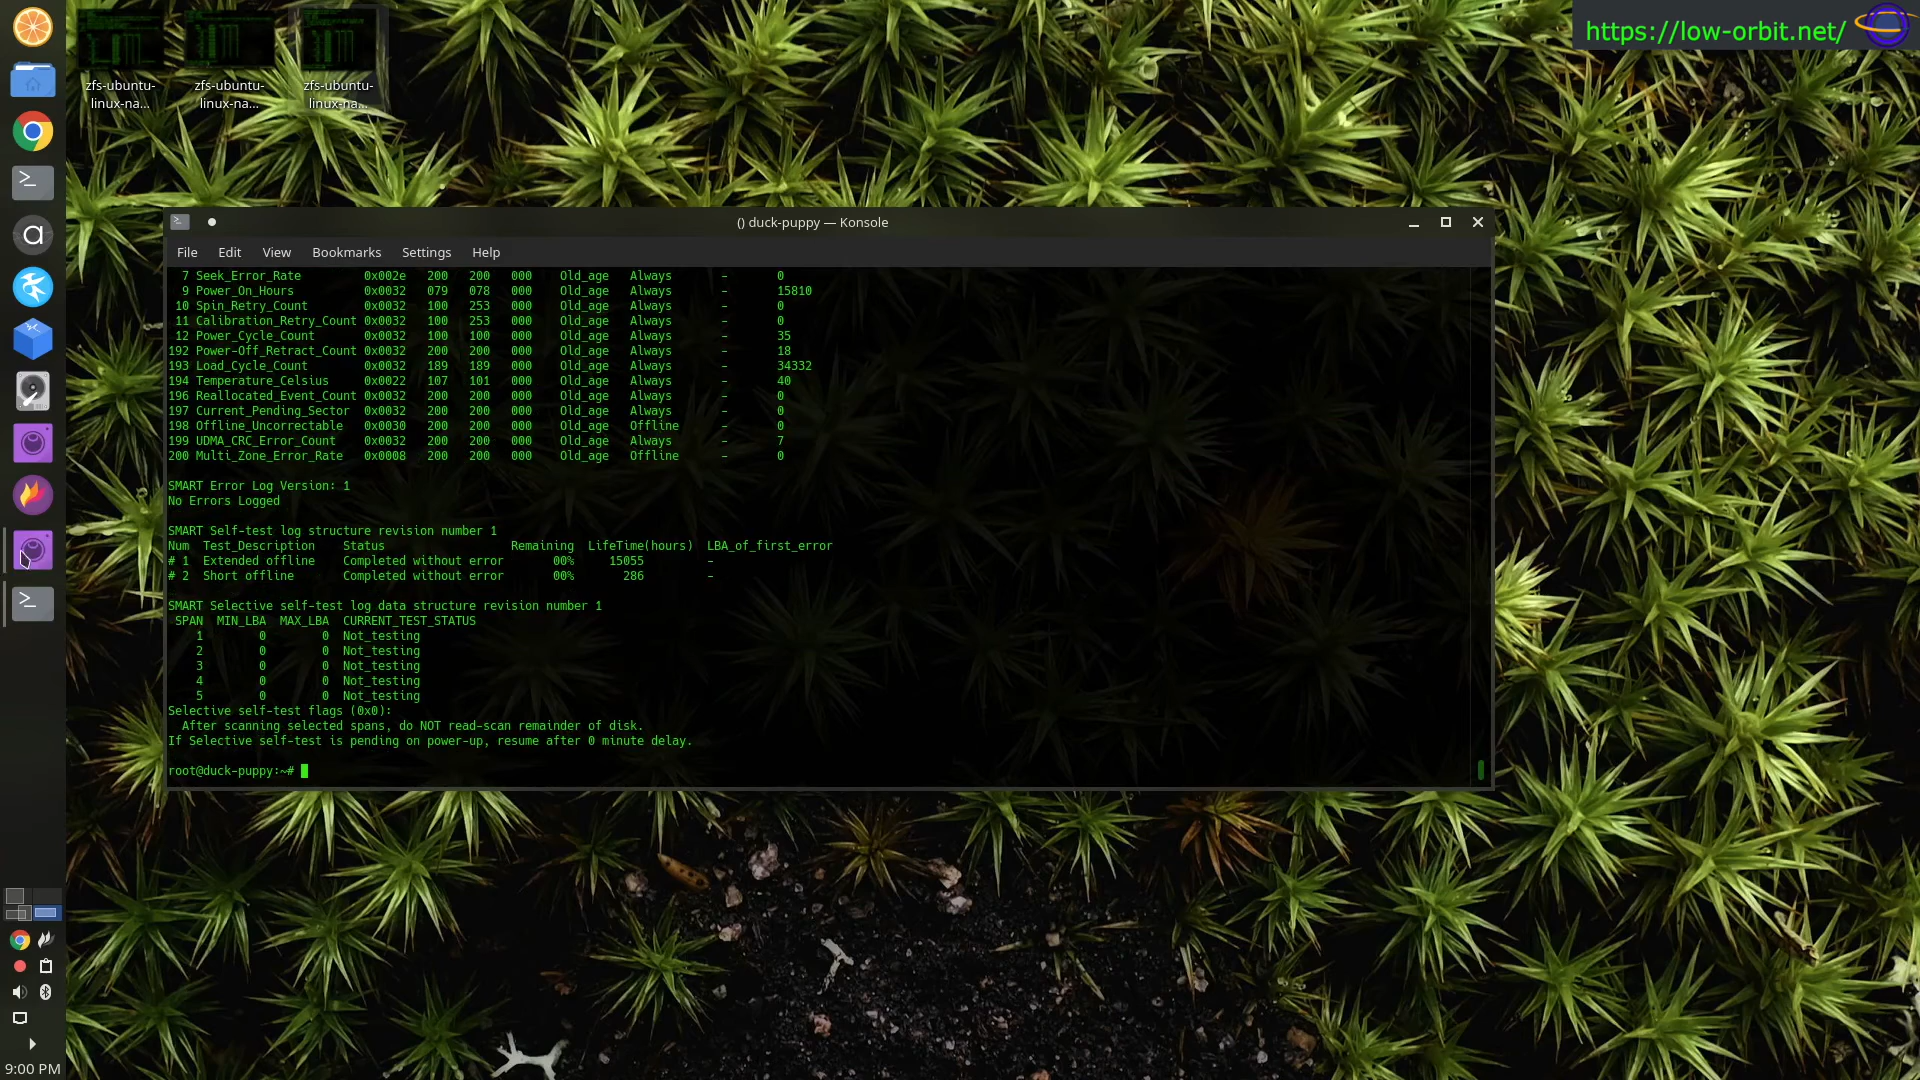 https://low-orbit.net/
zfs-ubuntu-
linux-na...
zfs-ubuntu-
linux-na...
zfs-ubuntu-
linux-na...
() duck-puppy — Konsole
File Edit View Bookmarks Settings Help
7 Seek_Error_Rate 0x002e 200 200 000 Old_age Always - 0
9 Power_On_Hours 0x0032 079 078 000 Old_age Always - 15810
10 Spin_Retry_Count 0x0032 100 253 000 Old_age Always - 0
11 Calibration_Retry_Count 0x0032 100 253 000 Old_age Always - 0
12 Power_Cycle_Count 0x0032 100 100 000 Old_age Always - 35
192 Power-Off_Retract_Count 0x0032 200 200 000 Old_age Always - 18
193 Load_Cycle_Count 0x0032 189 189 000 Old_age Always - 34332
194 Temperature_Celsius 0x0022 107 101 000 Old_age Always - 40
196 Reallocated_Event_Count 0x0032 200 200 000 Old_age Always - 0
197 Current_Pending_Sector 0x0032 200 200 000 Old_age Always - 0
198 Offline_Uncorrectable 0x0030 200 200 000 Old_age Offline - 0
199 UDMA_CRC_Error_Count 0x0032 200 200 000 Old_age Always - 7
200 Multi_Zone_Error_Rate 0x0008 200 200 000 Old_age Offline - 0
SMART Error Log Version: 1
No Errors Logged
SMART Self-test log structure revision number 1
Num Test_Description Status Remaining LifeTime(hours) LBA_of_first_error
# 1 Extended offline Completed without error 00% 15055 -
# 2 Short offline Completed without error 00% 286 -
SMART Selective self-test log data structure revision number 1
SPAN MIN_LBA MAX_LBA CURRENT_TEST_STATUS
1 0 0 Not_testing
2 0 0 Not_testing
3 0 0 Not_testing
4 0 0 Not_testing
5 0 0 Not_testing
Selective self-test flags (0x0):
After scanning selected spans, do NOT read-scan remainder of disk.
If Selective self-test is pending on power-up, resume after 0 minute delay.
root@duck-puppy:~#
9:00 PM